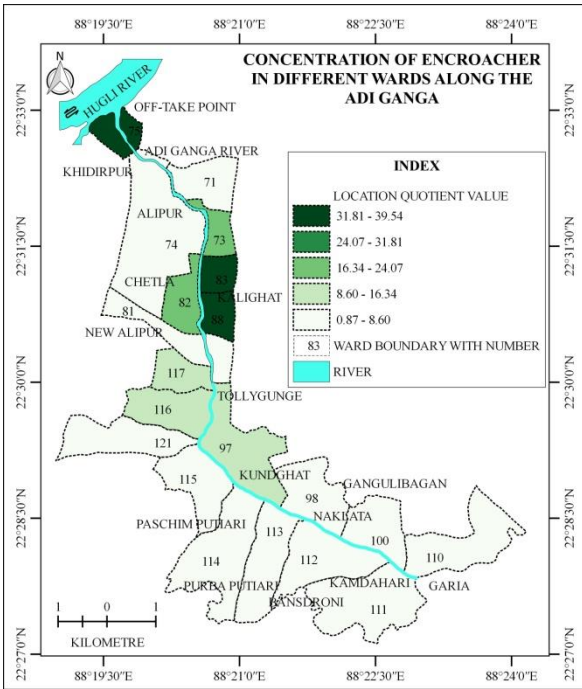 88°19'30"E 88°21'0"E 88°22'30"E 88°24'0"E
CONCENTRATION OF ENCROACHER
IN DIFFERENT WARDS ALONG THE
ADI GANGA
N
HUGLI RIVER
OFF-TAKE POINT
75
ADI GANGA RIVER
KHIDIRPUR
71
ALIPUR
74
73
CHETLA
83
82
KALIGHAT
81
88
NEW ALIPUR
117
TOLLYGUNGE
116
121
97
115
KUNDGHAT
GANGULIBAGAN
98
PASCHIM PUTIARI
NAKLATA
113
100
110
114
112
PURBA PUTIARI
KAMDAHARI
GARIA
BANSDRONI
111
INDEX
LOCATION QUOTIENT VALUE
31.81 - 39.54
24.07 - 31.81
16.34 - 24.07
8.60 - 16.34
0.87 - 8.60
83 WARD BOUNDARY WITH NUMBER
RIVER
1 0 1
KILOMETRE
22°33'0"N 22°31'30"N 22°30'0"N 22°28'30"N 22°27'0"N
22°33'0"N 22°31'30"N 22°30'0"N 22°28'30"N 22°27'0"N
88°19'30"E 88°21'0"E 88°22'30"E 88°24'0"E